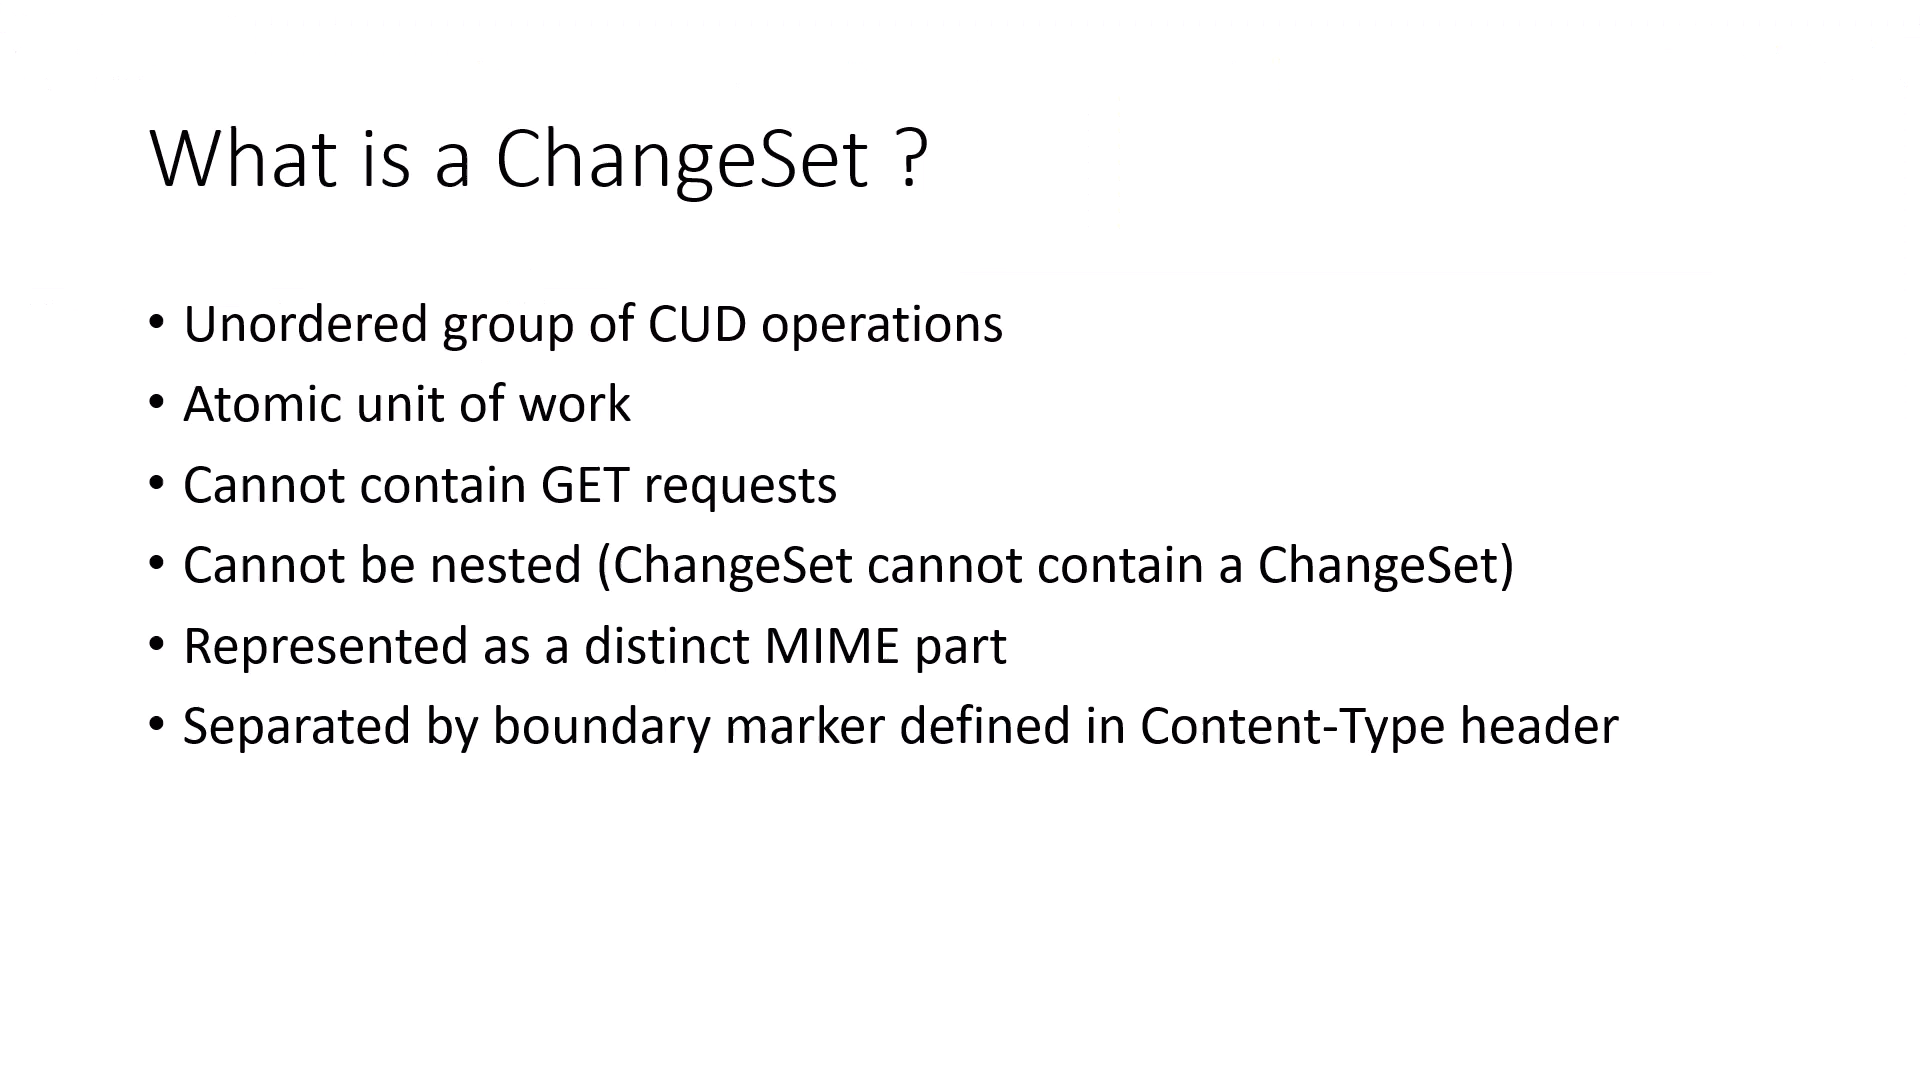 What is a ChangeSet ?
• Unordered group of CUD operations
• Atomic unit of work
• Cannot contain GET requests
• Cannot be nested (ChangeSet cannot contain a ChangeSet)
• Represented as a distinct MIME part
• Separated by boundary marker defined in Content-Type header